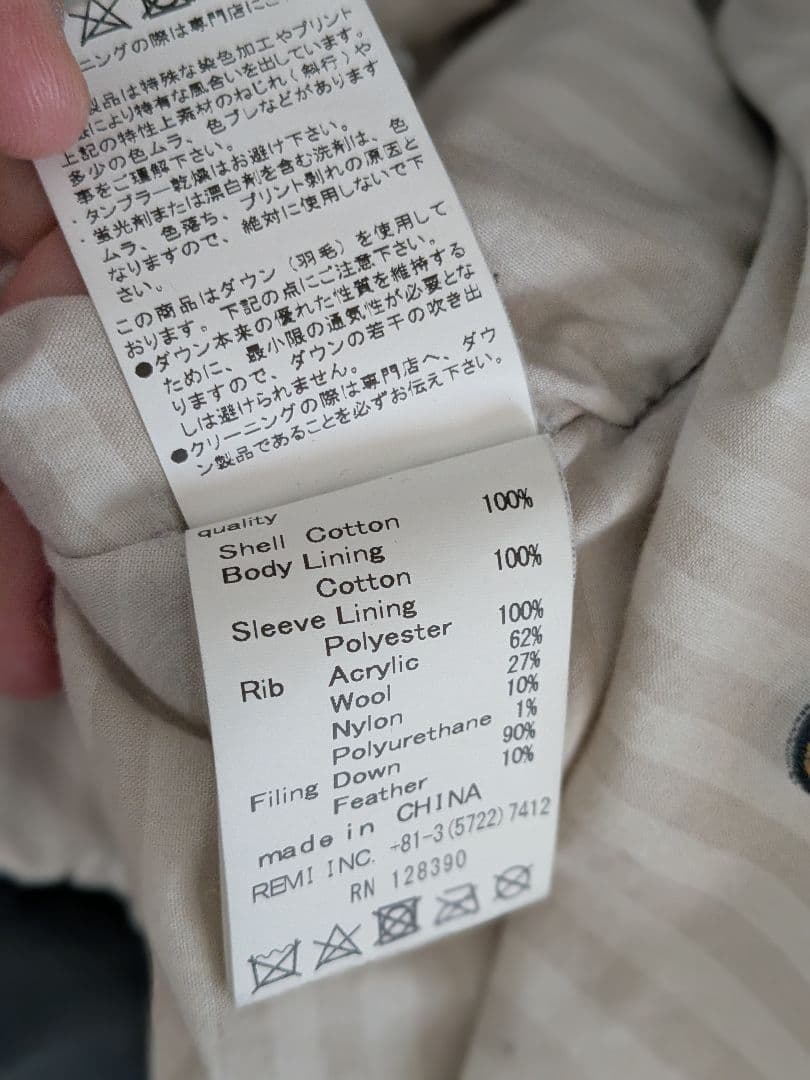 ニングの際は専門店にご
製品は特殊な染色加工やプリント
により特有な風合いを出しています。
上記の特性上素材のねじれ(斜行)や
多少の色ムラ、色ブレなどがあります
事をご理解下さい。
・タンブラー乾燥はお避け下さい。
・蛍光剤または漂白剤を含む洗剤は、色
ムラ、色落ち、プリント剥れの原因と
なりますので、絶対に使用しないで下
さい。
この商品はダウン(羽毛)を使用して
おります。下記の点にご注意下さい。
●ダウン本来の優れた性質を維持する
ために、最小限の通気性が必要とな
りますので、ダウンの若干の吹き出
しは避けられません。
●クリーニングの際は専門店へ、ダウ
ン製品であることを必ずお伝え下さい。
quality
Shell Cotton 100%
Body Lining
Cotton 100%
Sleeve Lining
Polyester 100%
Rib Acrylic 62%
Wool 27%
Nylon 10%
Polyurethane 1%
Filing Down 90%
Feather 10%
made in CHINA
REMI INC. +81-3(5722)7412
RN 128390